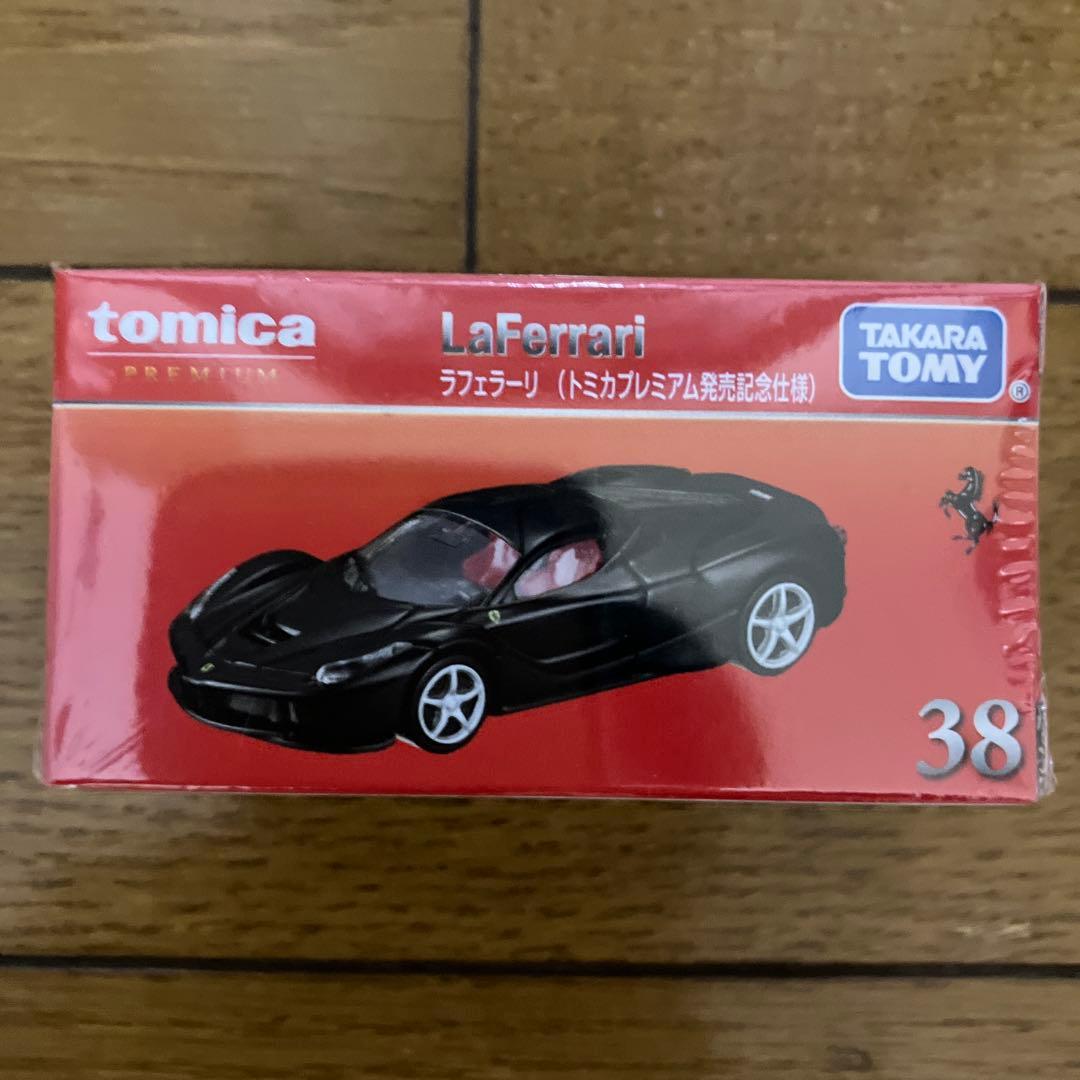 tomica
PREMIUM
LaFerrari
ラフェラーリ (トミカプレミアム発売記念仕様)
TAKARA
TOMY
®
38